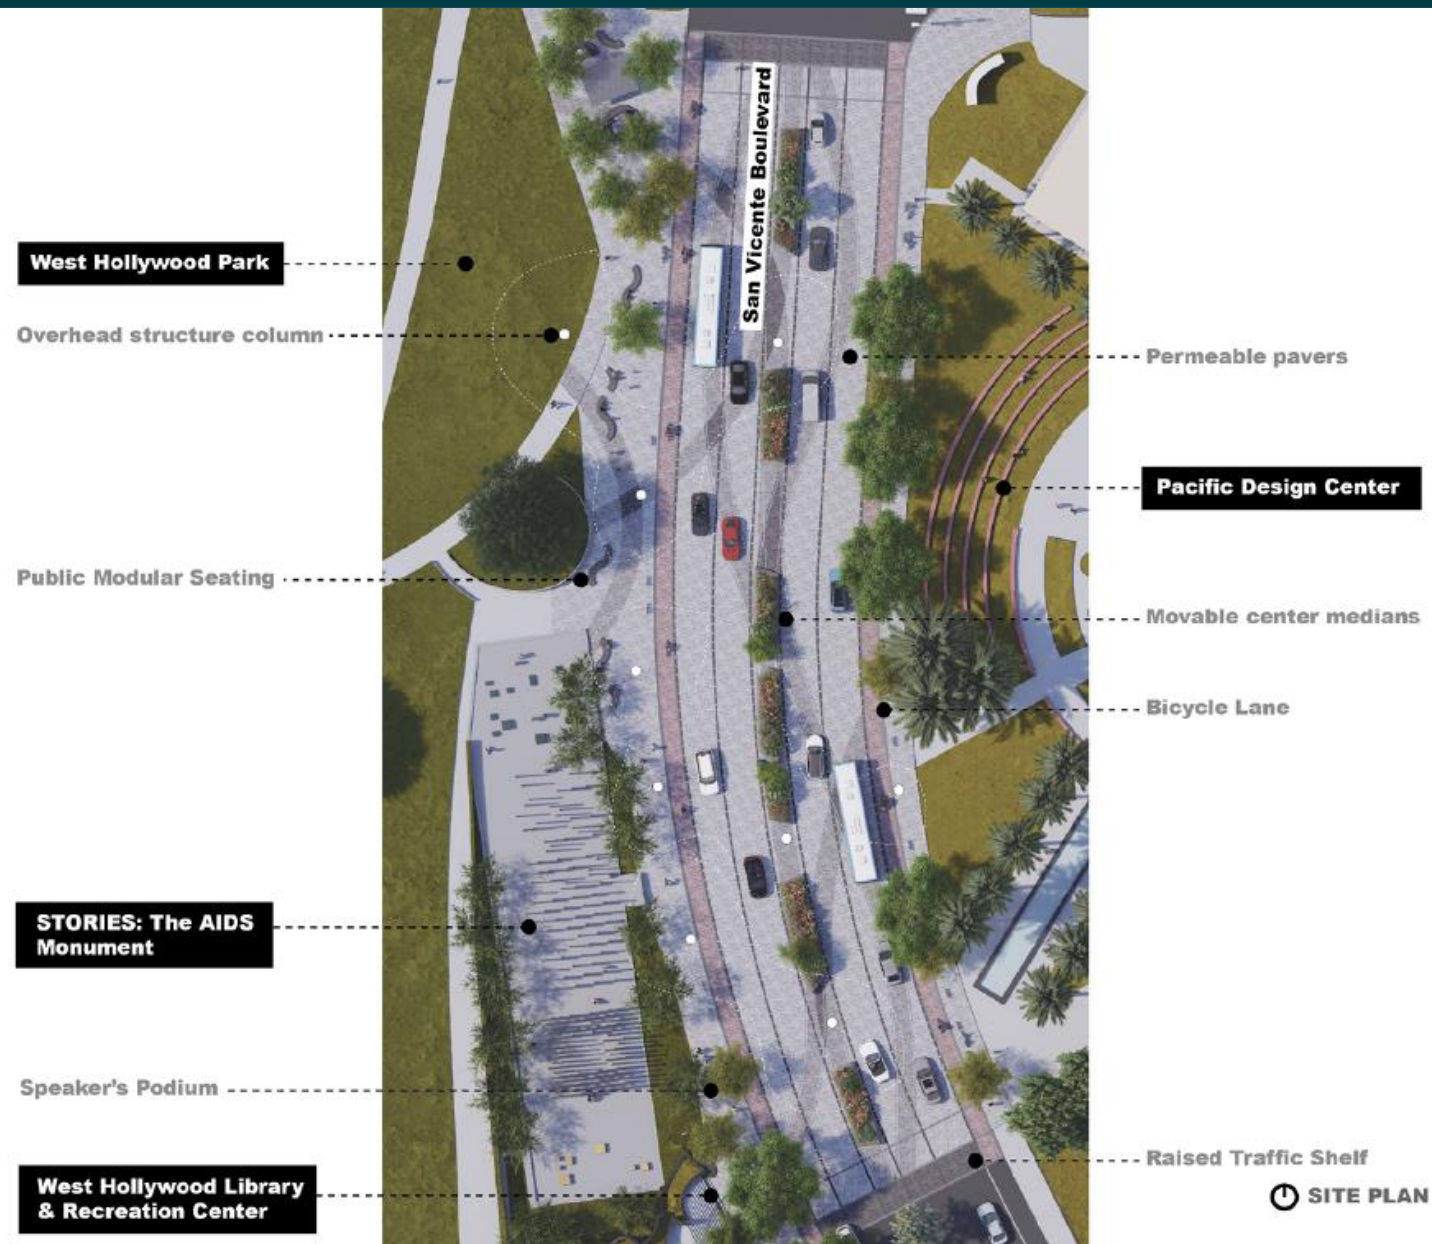 San Vicente Boulevard
West Hollywood Park
Overhead structure column
Permeable pavers
Pacific Design Center
Public Modular Seating
Movable center medians
Bicycle Lane
STORIES: The AIDS
Monument
Speaker's Podium
Raised Traffic Shelf
West Hollywood Library
& Recreation Center
SITE PLAN